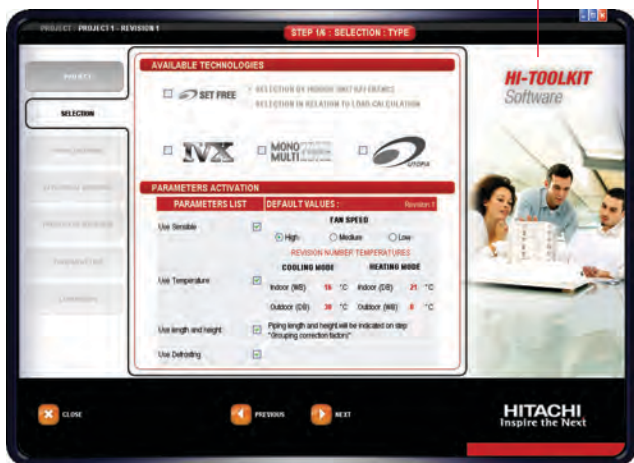 PROJECT : PROJECT 1 - REVISION 1
STEP 1/6 : SELECTION : TYPE
PROJECT
SELECTION
AVAILABLE TECHNOLOGIES
SET FREE
SELECTION BY INDOOR UNIT REFERENCE
SELECTION IN RELATION TO LOAD CALCULATION
IVX
MONO ZONE
MULTI ZONE
UTOPIA
PARAMETERS ACTIVATION
PARAMETERS LIST
DEFAULT VALUES :
Revision 1
FAN SPEED
Use Sensible
High
Medium
Low
REVISION NUMBER TEMPERATURES
COOLING MODE
HEATING MODE
Use Temperature
Indoor (WB) °C
Indoor (DB) 21 °C
Outdoor (DB) °C
Outdoor (WB) °C
Use length and height
Piping length and height will be indicated on step
"Grouping correction factors"
Use Defrosting
HI-TOOLKIT
Software
CLOSE
PREVIOUS
NEXT
HITACHI
Inspire the Next